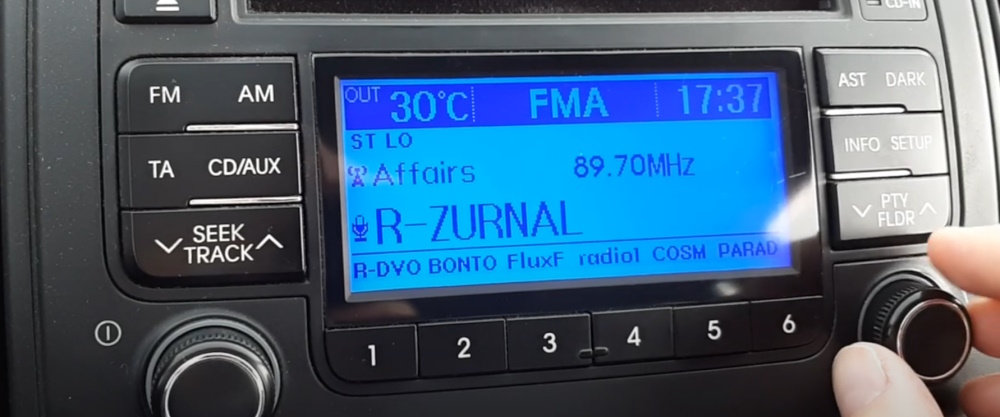 CD-IN
FM AM
TA CD/AUX
SEEK
TRACK
OUT 30°C FMA 17:37
ST LO
Affairs 89.70MHz
R-ZURNAL
R-DVO BONTO FluxF radio1 COSM PARAD
AST DARK
INFO SETUP
PTY
FLDR
1 2 3 4 5 6